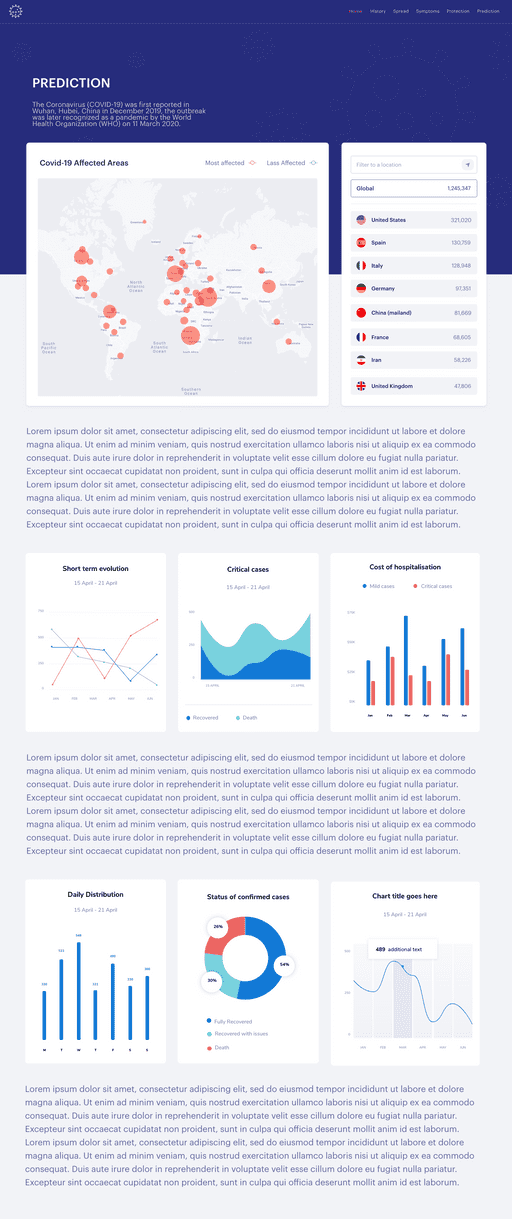 Home History Spread Symptoms Protection Prediction
PREDICTION
The Coronavirus (COVID-19) was first reported in
Wuhan, Hubei, China in December 2019, the outbreak
was later recognized as a pandemic by the World
Health Organization (WHO) on 11 March 2020.
Covid-19 Affected Areas
Most affected
Lass Affected
North
Atlantic
Ocean
South
Pacific
Ocean
South
Atlantic
Ocean
Indian
Ocean
Southern
Ocean
Filter to a location
Global 1,245,347
United States 321,020
Spain 130,759
Italy 128,948
Germany 97,351
China (mailand) 81,669
France 68,605
Iran 58,226
United Kingdom 47,806
Lorem ipsum dolor sit amet, consectetur adipiscing elit, sed do eiusmod tempor incididunt ut labore et dolore
magna aliqua. Ut enim ad minim veniam, quis nostrud exercitation ullamco laboris nisi ut aliquip ex ea commodo
consequat. Duis aute irure dolor in reprehenderit in voluptate velit esse cillum dolore eu fugiat nulla pariatur.
Excepteur sint occaecat cupidatat non proident, sunt in culpa qui officia deserunt mollit anim id est laborum.
Lorem ipsum dolor sit amet, consectetur adipiscing elit, sed do eiusmod tempor incididunt ut labore et dolore
magna aliqua. Ut enim ad minim veniam, quis nostrud exercitation ullamco laboris nisi ut aliquip ex ea commodo
consequat. Duis aute irure dolor in reprehenderit in voluptate velit esse cillum dolore eu fugiat nulla pariatur.
Excepteur sint occaecat cupidatat non proident, sunt in culpa qui officia deserunt mollit anim id est laborum.
Short term evolution
15 April - 21 April
Critical cases
15 April - 21 April
Recovered
Death
Cost of hospitalisation
Mild cases
Critical cases
Jan Feb Mar Apr May Jun
Lorem ipsum dolor sit amet, consectetur adipiscing elit, sed do eiusmod tempor incididunt ut labore et dolore
magna aliqua. Ut enim ad minim veniam, quis nostrud exercitation ullamco laboris nisi ut aliquip ex ea commodo
consequat. Duis aute irure dolor in reprehenderit in voluptate velit esse cillum dolore eu fugiat nulla pariatur.
Excepteur sint occaecat cupidatat non proident, sunt in culpa qui officia deserunt mollit anim id est laborum.
Lorem ipsum dolor sit amet, consectetur adipiscing elit, sed do eiusmod tempor incididunt ut labore et dolore
magna aliqua. Ut enim ad minim veniam, quis nostrud exercitation ullamco laboris nisi ut aliquip ex ea commodo
consequat. Duis aute irure dolor in reprehenderit in voluptate velit esse cillum dolore eu fugiat nulla pariatur.
Excepteur sint occaecat cupidatat non proident, sunt in culpa qui officia deserunt mollit anim id est laborum.
Daily Distribution
15 April - 21 April
M T W T F S S
Status of confirmed cases
26%
54%
30%
Fully Recovered
Recovered with issues
Death
Chart title goes here
15 April - 21 April
489 additional text
Lorem ipsum dolor sit amet, consectetur adipiscing elit, sed do eiusmod tempor incididunt ut labore et dolore
magna aliqua. Ut enim ad minim veniam, quis nostrud exercitation ullamco laboris nisi ut aliquip ex ea commodo
consequat. Duis aute irure dolor in reprehenderit in voluptate velit esse cillum dolore eu fugiat nulla pariatur.
Excepteur sint occaecat cupidatat non proident, sunt in culpa qui officia deserunt mollit anim id est laborum.
Lorem ipsum dolor sit amet, consectetur adipiscing elit, sed do eiusmod tempor incididunt ut labore et dolore
magna aliqua. Ut enim ad minim veniam, quis nostrud exercitation ullamco laboris nisi ut aliquip ex ea commodo
consequat. Duis aute irure dolor in reprehenderit in voluptate velit esse cillum dolore eu fugiat nulla pariatur.
Excepteur sint occaecat cupidatat non proident, sunt in culpa qui officia deserunt mollit anim id est laborum.